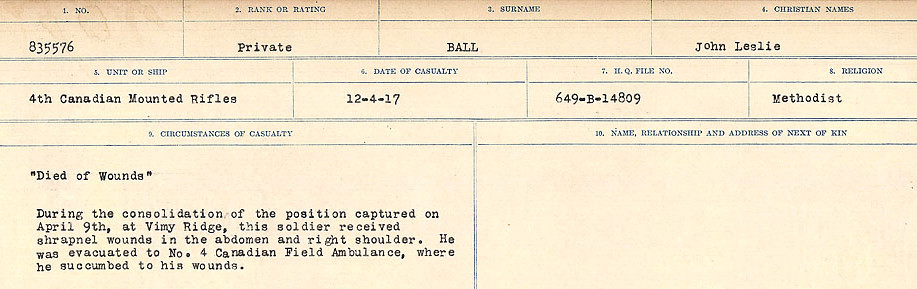 1. NO. 2. RANK OR RATING 3. SURNAME 4. CHRISTIAN NAMES
835576 Private BALL John Leslie
5. UNIT OR SHIP 6. DATE OF CASUALTY 7. H. Q. FILE NO. 8. RELIGION
4th Canadian Mounted Rifles 12-4-17 649-B-14809 Methodist
9. CIRCUMSTANCES OF CASUALTY 10. NAME, RELATIONSHIP AND ADDRESS OF NEXT OF KIN
"Died of Wounds"
During the consolidation of the position captured on
April 9th, at Vimy Ridge, this soldier received
shrapnel wounds in the abdomen and right shoulder. He
was evacuated to No. 4 Canadian Field Ambulance, where
he succumbed to his wounds.